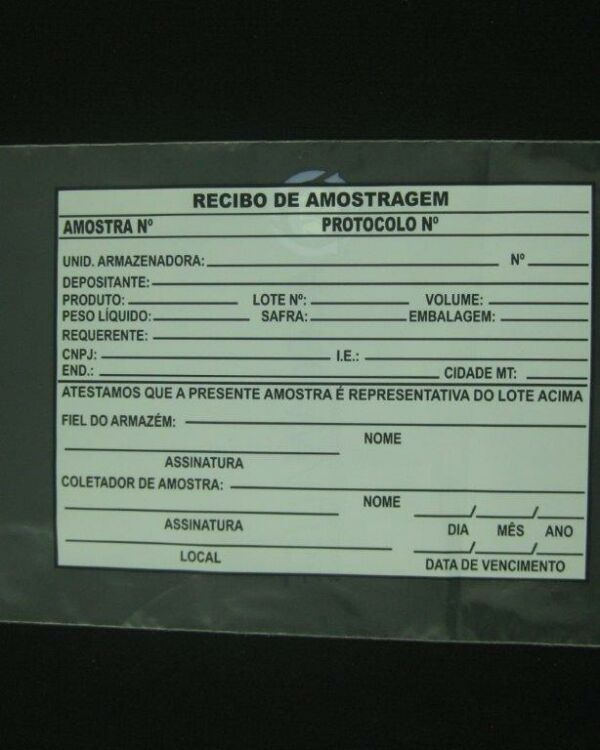 RECIBO DE AMOSTRAGEM
AMOSTRA Nº PROTOCOLO Nº
UNID. ARMAZENADORA: Nº
DEPOSITANTE:
PRODUTO: LOTE Nº: VOLUME:
PESO LÍQUIDO: SAFRA: EMBALAGEM:
REQUERENTE:
CNPJ: I.E.:
END.: CIDADE MT:
ATESTAMOS QUE A PRESENTE AMOSTRA É REPRESENTATIVA DO LOTE ACIMA
FIEL DO ARMAZÉM:
NOME
ASSINATURA
COLETADOR DE AMOSTRA:
NOME
ASSINATURA DIA MÊS ANO
LOCAL DATA DE VENCIMENTO